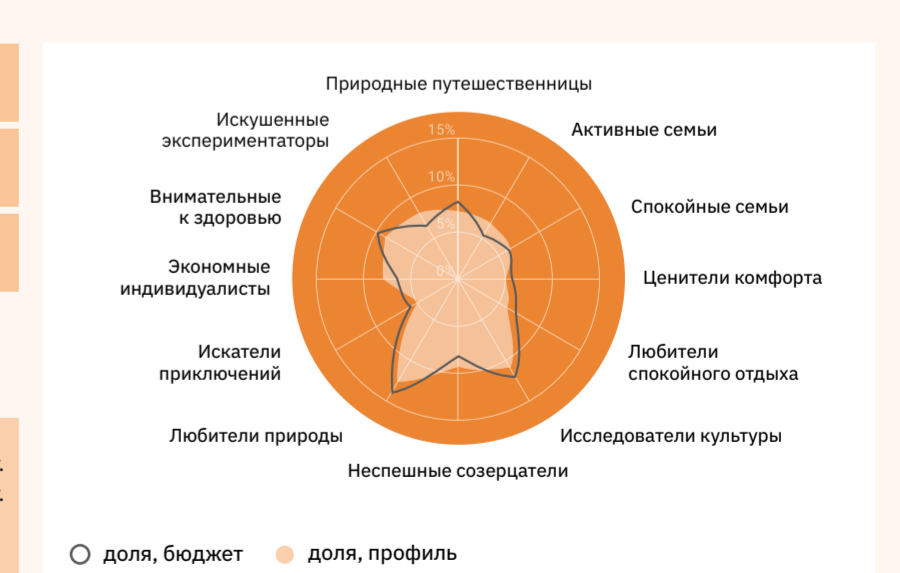 Природные путешественницы
Искушенные
экспериментаторы
Активные семьи
15%
10%
5%
0%
Внимательные
к здоровью
Спокойные семьи
Экономные
индивидуалисты
Ценители комфорта
Искатели
приключений
Любители
спокойного отдыха
Любители природы
Исследователи культуры
Неспешные созерцатели
доля, бюджет
доля, профиль